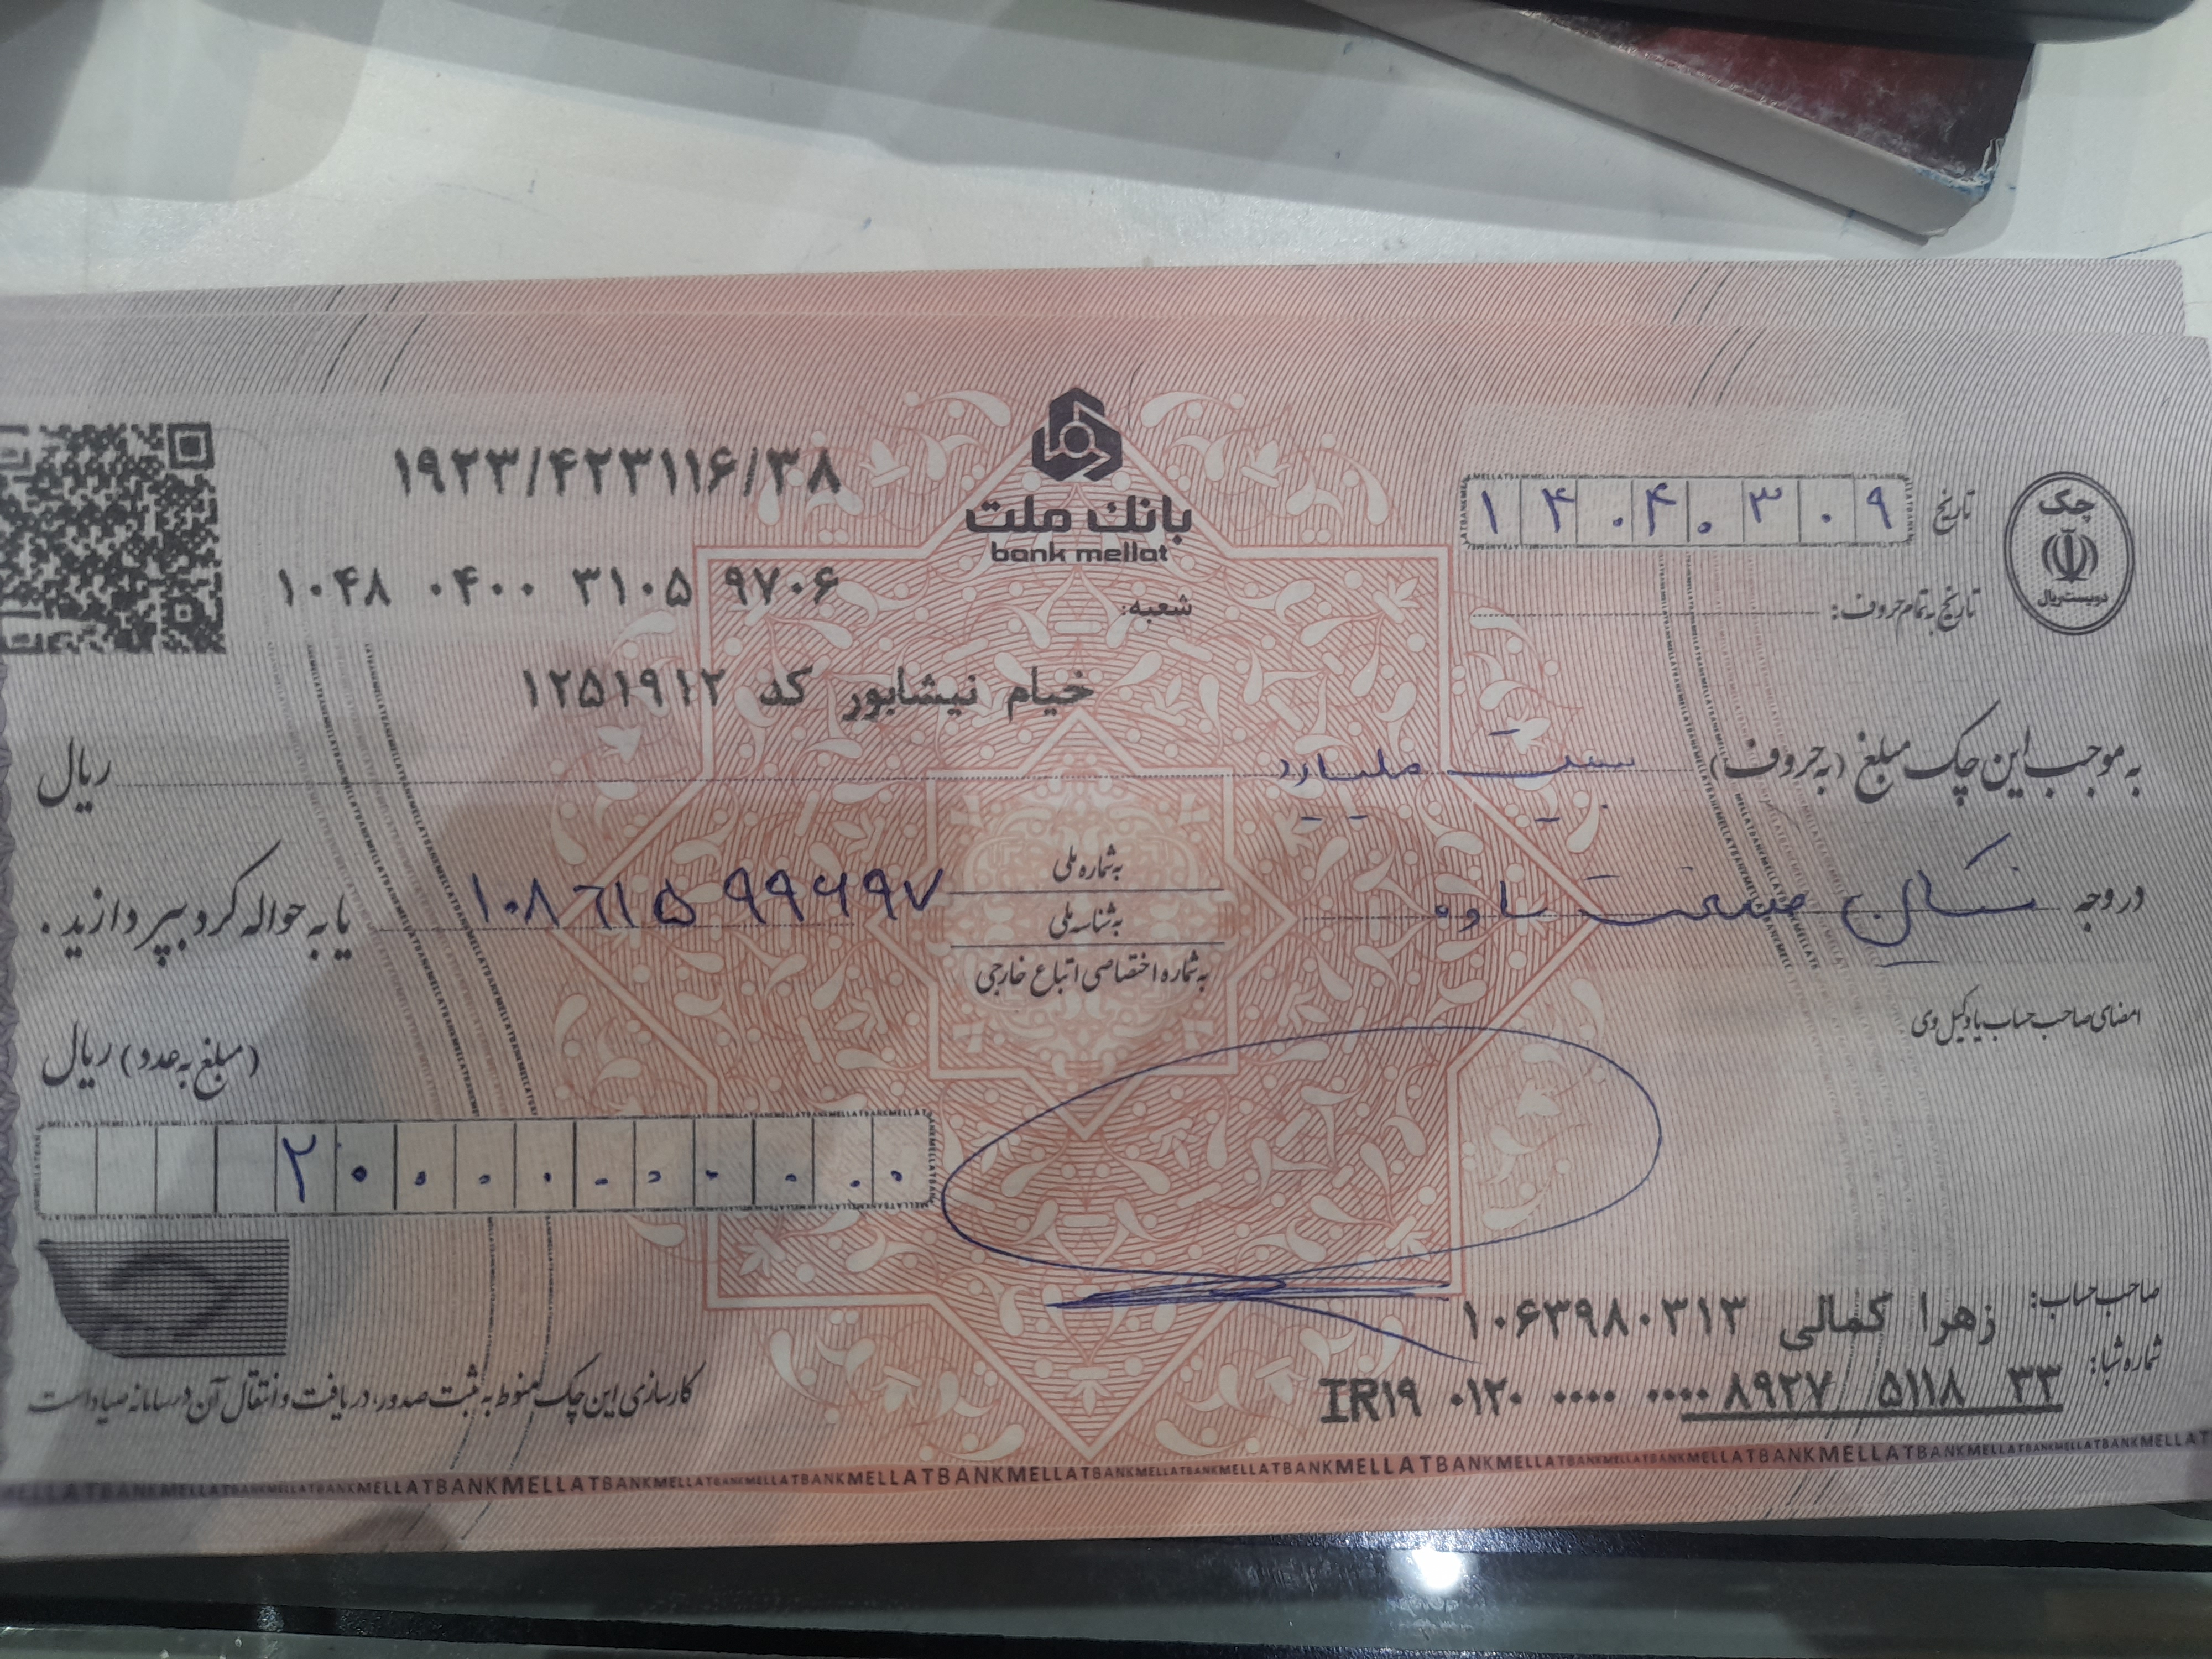 چک
دویست ریال
تاریخ ۱۴۰۴۰۳۰۹
تاریخ به تمام حروف:
بانک ملت
bank mellat
شعبه:
۱۹۲۳/۴۲۳۱۱۶/۳۸
۱۰۴۸ ۰۴۰۰ ۳۱۰۵ ۹۷۰۶
خیام نیشابور کد ۱۲۵۱۹۱۲
به موجب این چک مبلغ (به حروف) بیست میلیارد ریال
در وجه صنعت ساوه به شماره ملی
به شناسه ملی
به شماره اختصاصی اتباع خارجی
یا به حواله کرد بپردازید.
امضای صاحب حساب یا وکیل وی
(مبلغ به عدد) ریال
۲۰۰۰۰۰۰۰۰۰۰
صاحب حساب: زهرا کمالی ۱۰۶۳۹۸۰۳۱۳
شماره شبا: IR۱۹ ۰۱۲۰ ۰۰۰۰ ۰۰۰۰ ۸۹۲۷ ۵۱۱۸ ۳۳
کارسازی این چک منوط به ثبت صدور، دریافت و انتقال آن در سامانه صیاد است
MELLATBANKMELLATBANKMELLATBANKMELLATBANKMELLATBANK